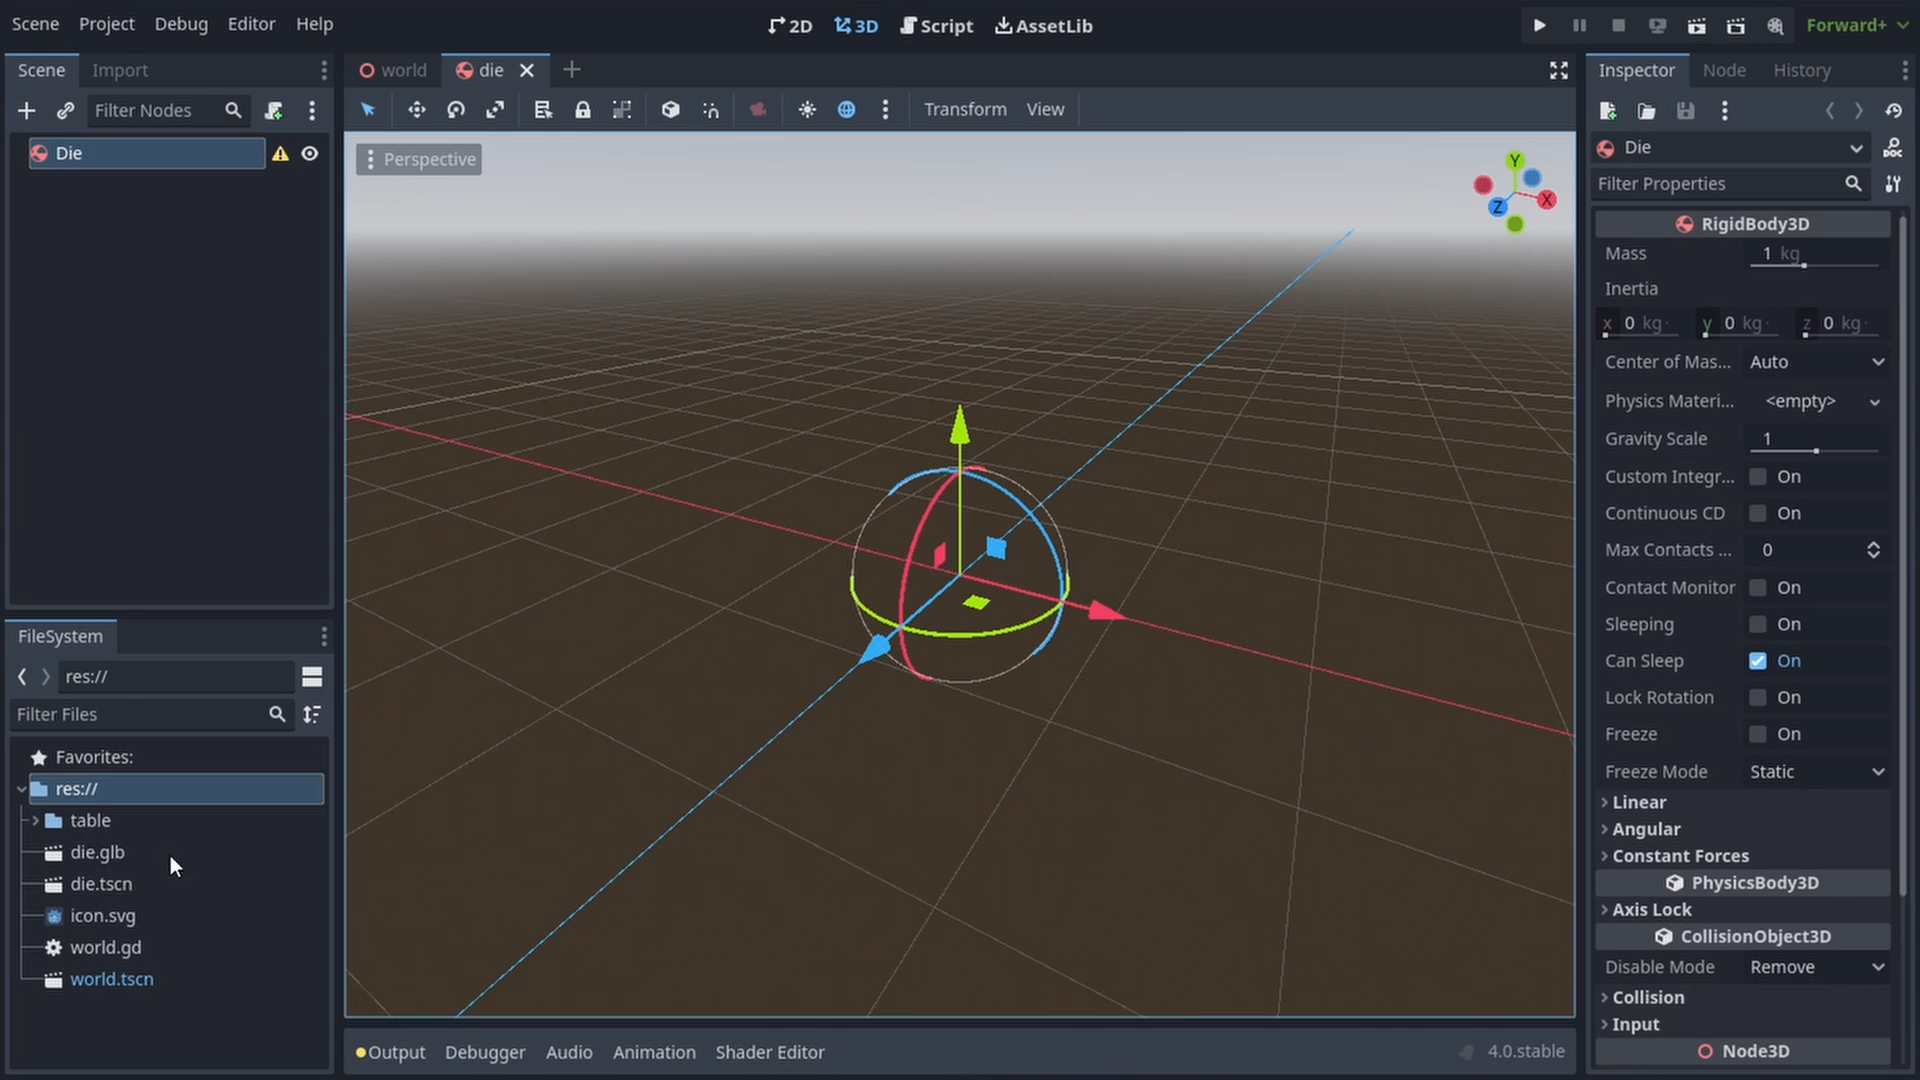 Scene Project Debug Editor Help
2D 3D Script AssetLib
Forward+
Scene Import
Filter Nodes
Die
world die
Transform View
Perspective
Y
X
Z
FileSystem
res://
Filter Files
Favorites:
res://
table
die.glb
die.tscn
icon.svg
world.gd
world.tscn
Output Debugger Audio Animation Shader Editor
4.0.stable
Inspector Node History
Die
DOC
Filter Properties
RigidBody3D
Mass 1 kg
Inertia
x 0 kg· y 0 kg· z 0 kg·
Center of Mas... Auto
Physics Materi... <empty>
Gravity Scale 1
Custom Integr... On
Continuous CD On
Max Contacts ... 0
Contact Monitor On
Sleeping On
Can Sleep On
Lock Rotation On
Freeze On
Freeze Mode Static
Linear
Angular
Constant Forces
PhysicsBody3D
Axis Lock
CollisionObject3D
Disable Mode Remove
Collision
Input
Node3D